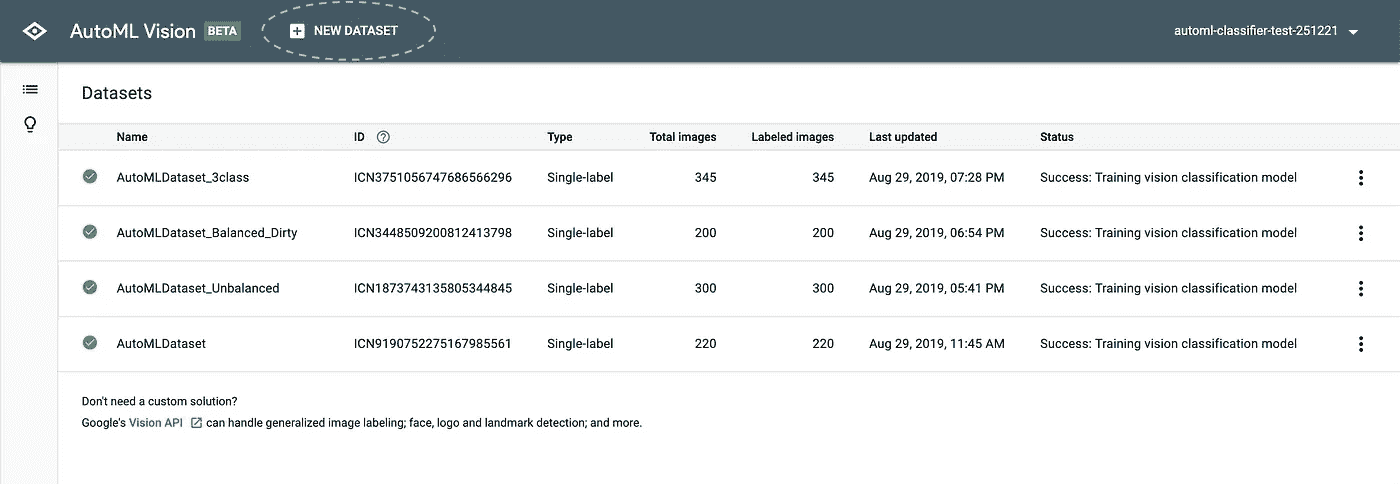 AutoML Vision BETA NEW DATASET automl-classifier-test-251221
Datasets
Name ID Type Total images Labeled images Last updated Status
AutoMLDataset_3class ICN3751056747686566296 Single-label 345 345 Aug 29, 2019, 07:28 PM Success: Training vision classification model
AutoMLDataset_Balanced_Dirty ICN3448509200812413798 Single-label 200 200 Aug 29, 2019, 06:54 PM Success: Training vision classification model
AutoMLDataset_Unbalanced ICN1873743135805344845 Single-label 300 300 Aug 29, 2019, 05:41 PM Success: Training vision classification model
AutoMLDataset ICN9190752275167985561 Single-label 220 220 Aug 29, 2019, 11:45 AM Success: Training vision classification model
Don't need a custom solution?
Google's Vision API can handle generalized image labeling; face, logo and landmark detection; and more.